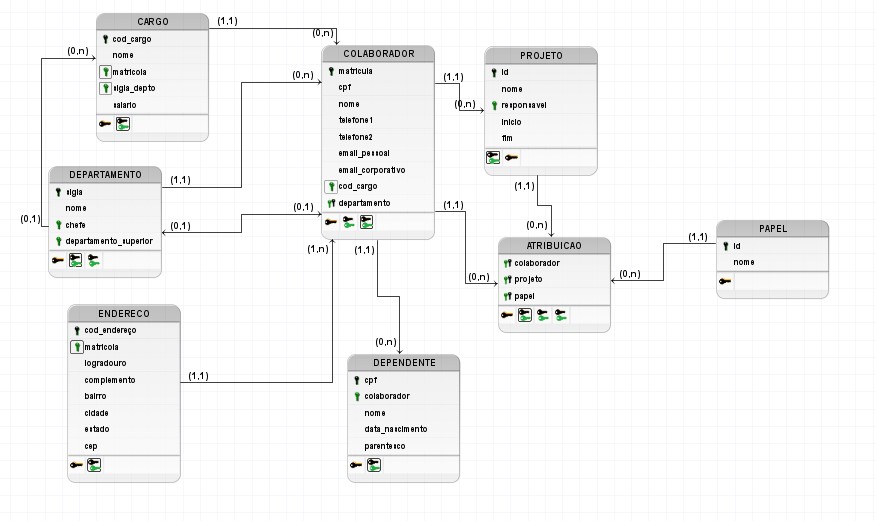 CARGO
cod_cargo
nome
matricola
sigla_depto
salario
(1,1)
(0,n)
(0,n)
COLABORADOR
matricula
cpf
nome
telefone1
telefone2
email_pessoal
email_corporativo
cod_cargo
departamento
(0,n)
(1,1)
(0,n)
PROJETO
id
nome
responsavel
inicio
fim
DEPARTAMENTO
sigla
nome
chefe
departamento_superior
(1,1)
(0,1)
(0,1)
(0,1)
(1,n)
(1,1)
(1,1)
(0,n)
(1,1)
(0,n)
ATRIBUICAO
colaborador
projeto
papel
(0,n)
(1,1)
PAPEL
id
nome
ENDERECO
cod_endereço
matricola
logradouro
complemento
bairro
cidade
estado
cep
(1,1)
(0,n)
DEPENDENTE
cpf
colaborador
nome
data_nascimento
parentesco